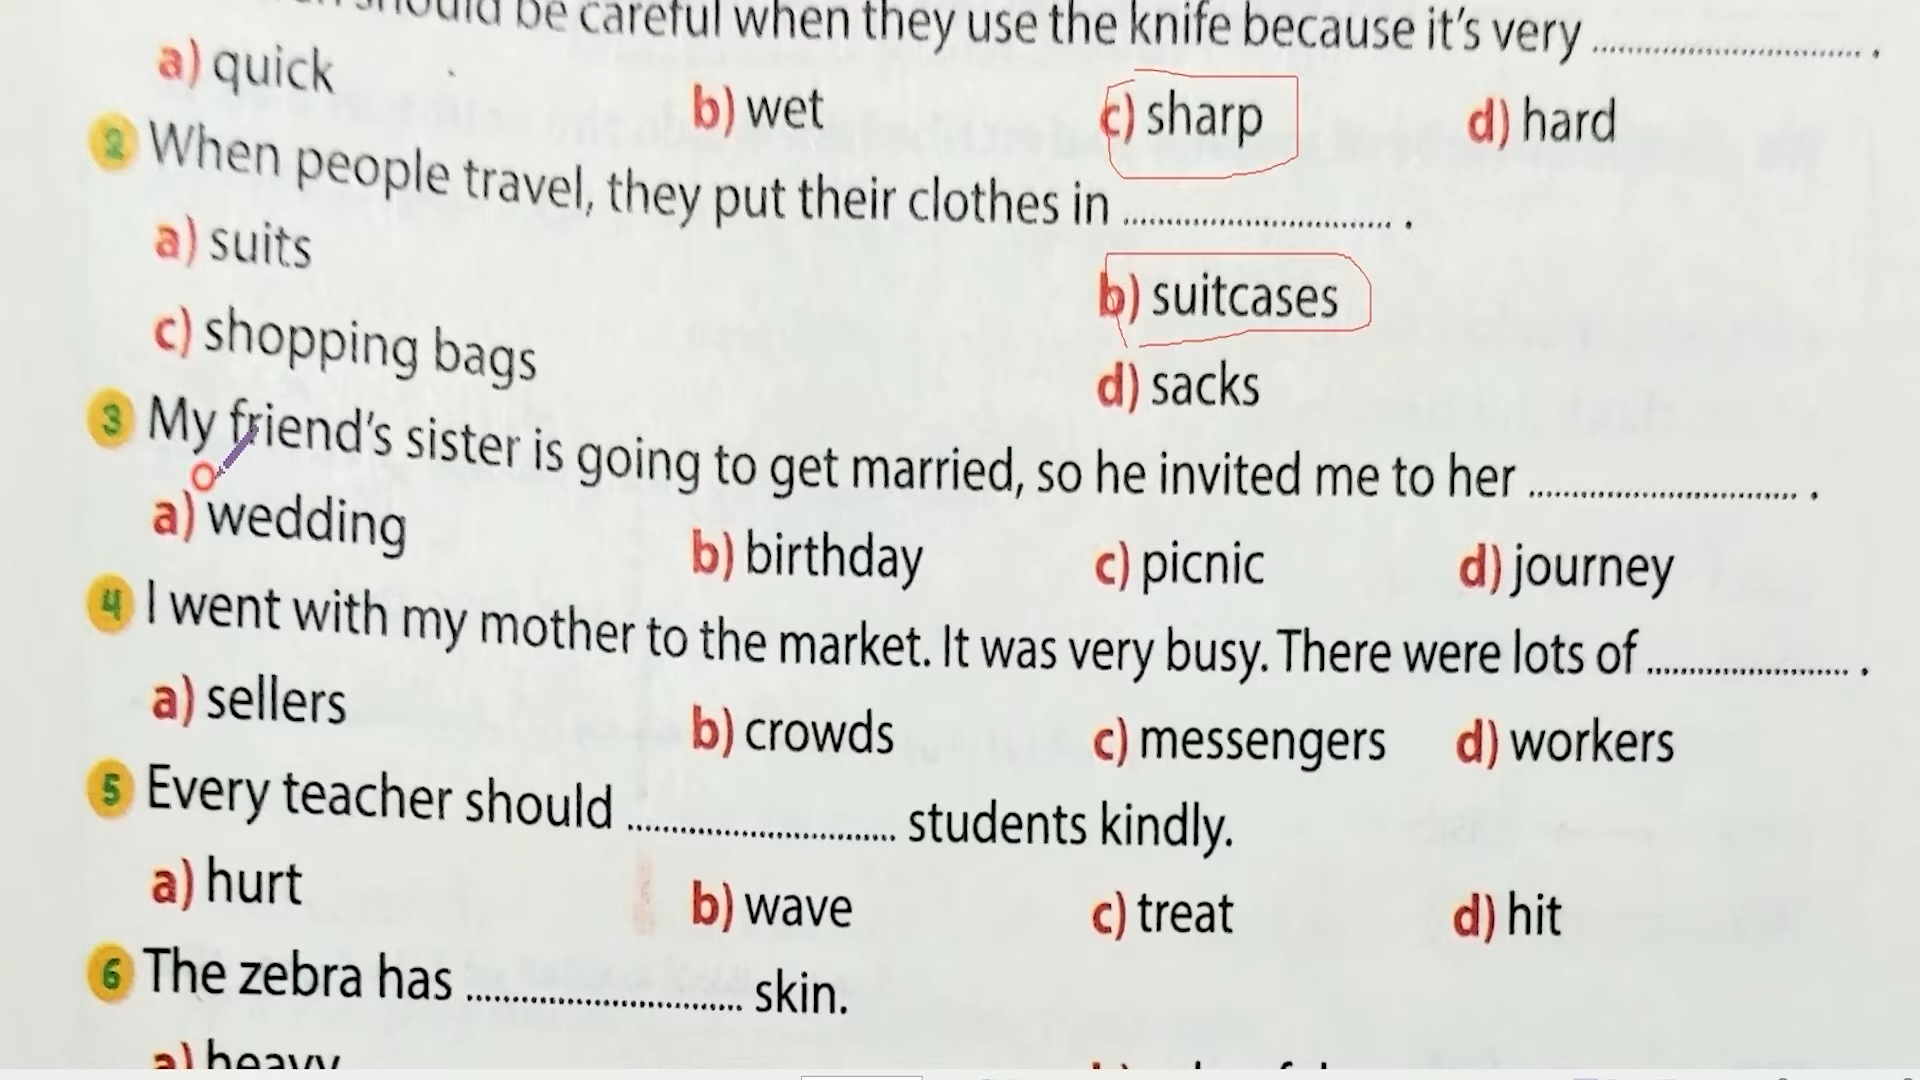 should be careful when they use the knife because it's very .............................. .
a) quick b) wet c) sharp d) hard
2 When people travel, they put their clothes in .............................. .
a) suits b) suitcases
c) shopping bags d) sacks
3 My friend's sister is going to get married, so he invited me to her .............................. .
a) wedding b) birthday c) picnic d) journey
4 I went with my mother to the market. It was very busy. There were lots of ....................... .
a) sellers b) crowds c) messengers d) workers
5 Every teacher should .............................. students kindly.
a) hurt b) wave c) treat d) hit
6 The zebra has .............................. skin.
a) heavy